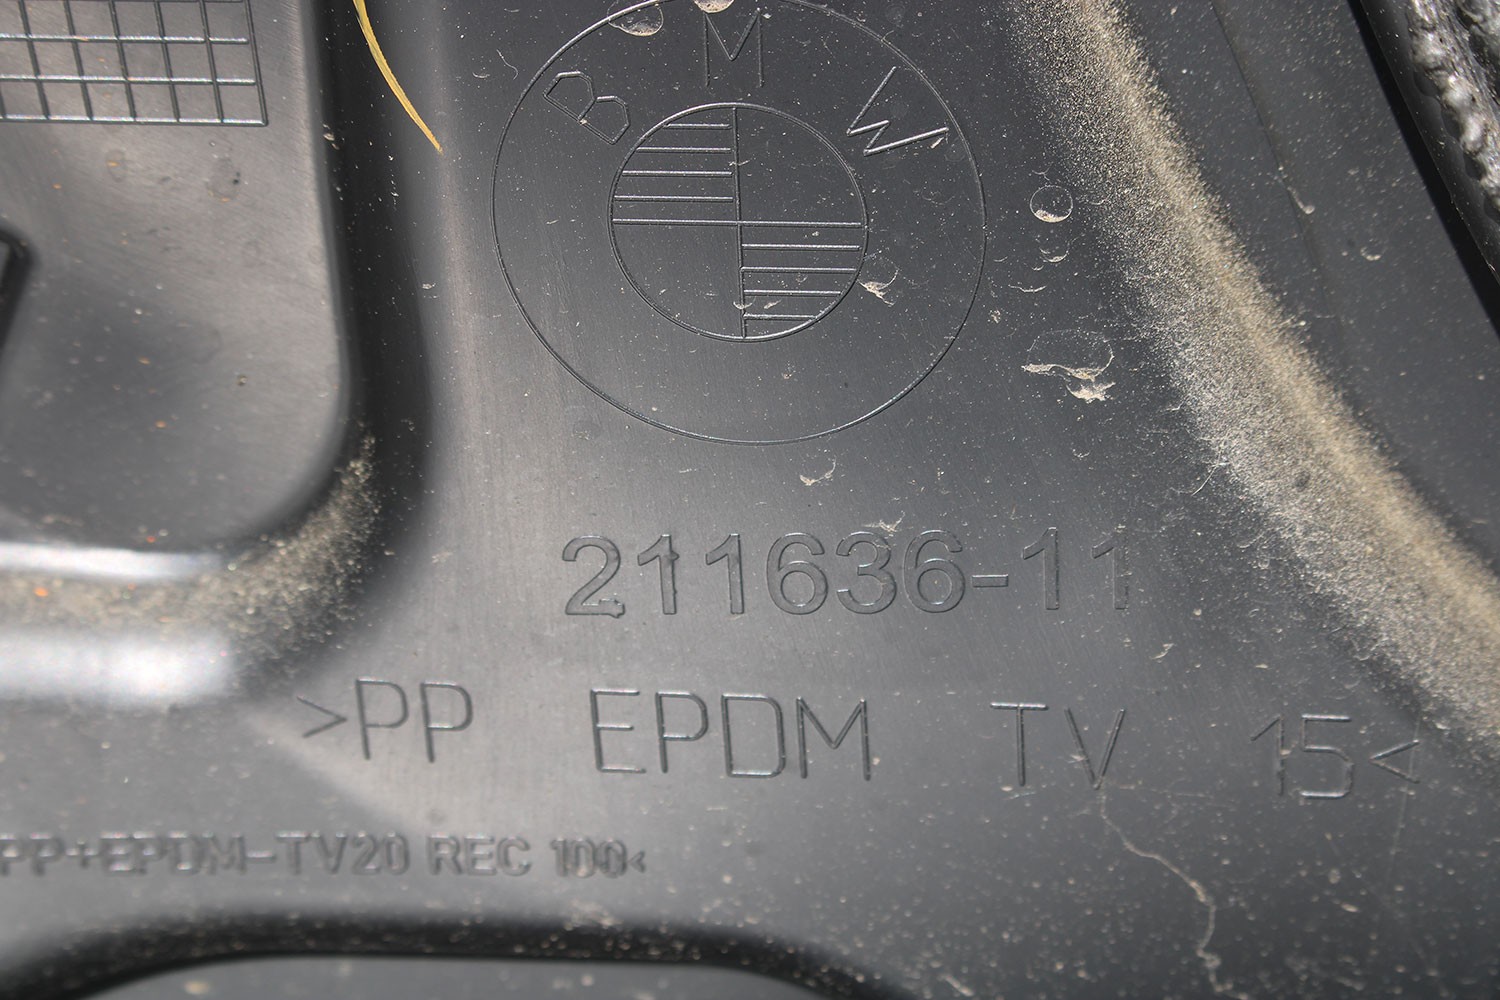 BMW
211636-11
>PP EPDM TV 15<
PP+EPDM-TV20 REC 100<